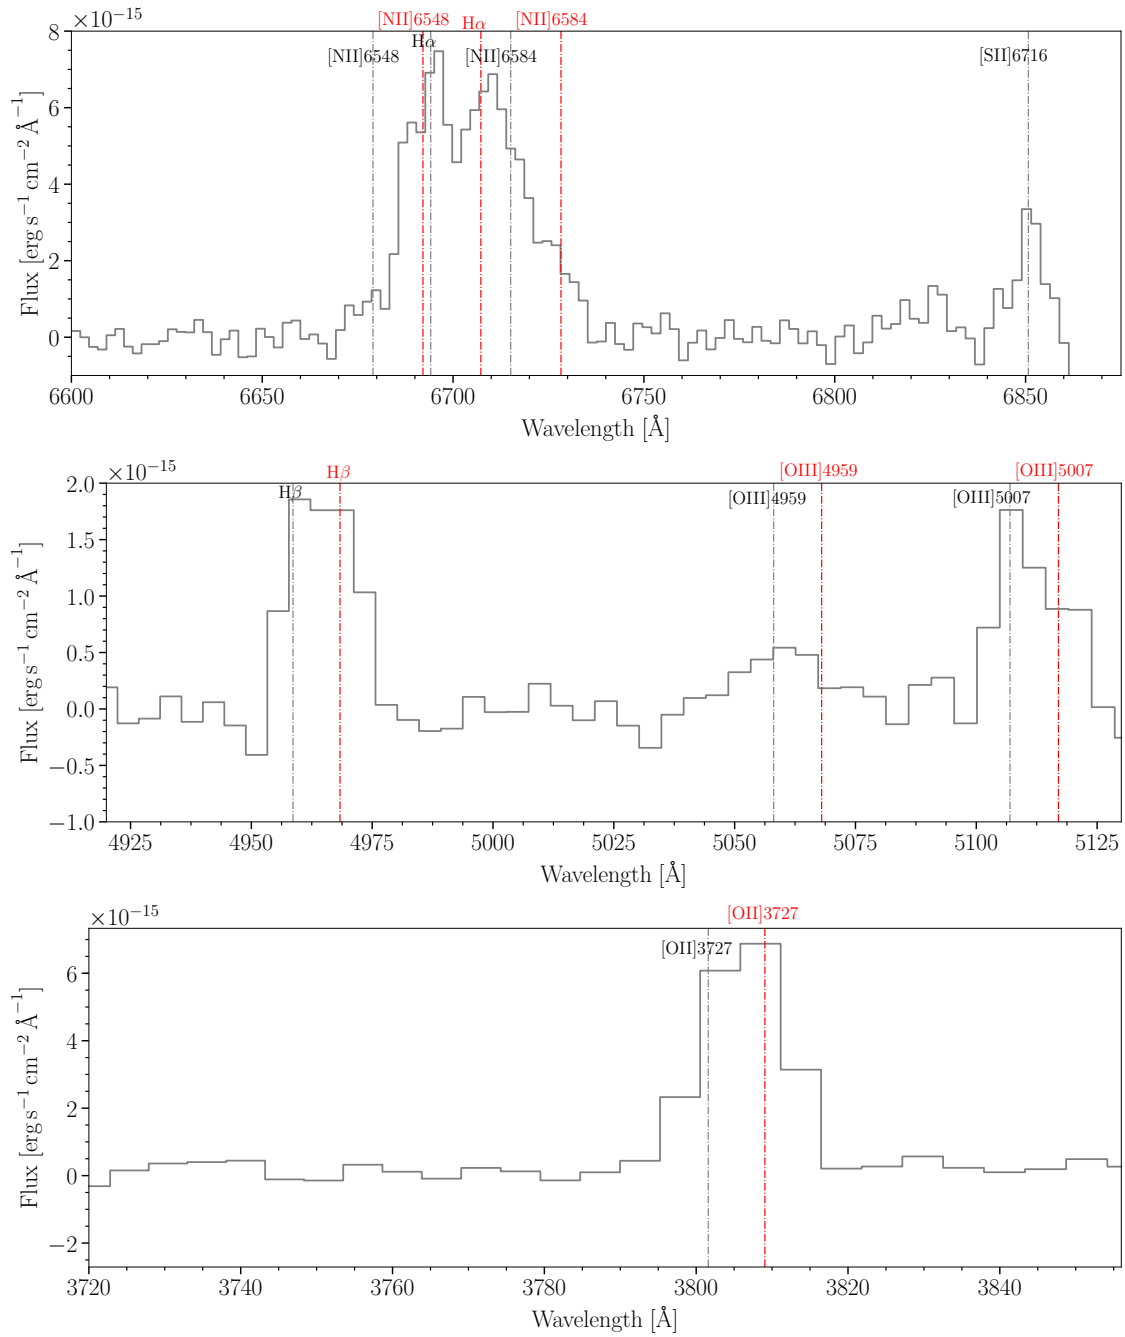 ×10−15
[NII]6548
Hα
[NII]6584
[NII]6548
Hα
[NII]6584
[SII]6716
8
6
4
2
0
Flux [erg s−1 cm−2 Å−1]
6600
6650
6700
6750
6800
6850
Wavelength [Å]
×10−15
Hβ
[OIII]4959
[OIII]5007
Hβ
[OIII]4959
[OIII]5007
2.0
1.5
1.0
0.5
0.0
−0.5
−1.0
Flux [erg s−1 cm−2 Å−1]
4925
4950
4975
5000
5025
5050
5075
5100
5125
Wavelength [Å]
×10−15
[OII]3727
[OII]3727
6
4
2
0
−2
Flux [erg s−1 cm−2 Å−1]
3720
3740
3760
3780
3800
3820
3840
Wavelength [Å]